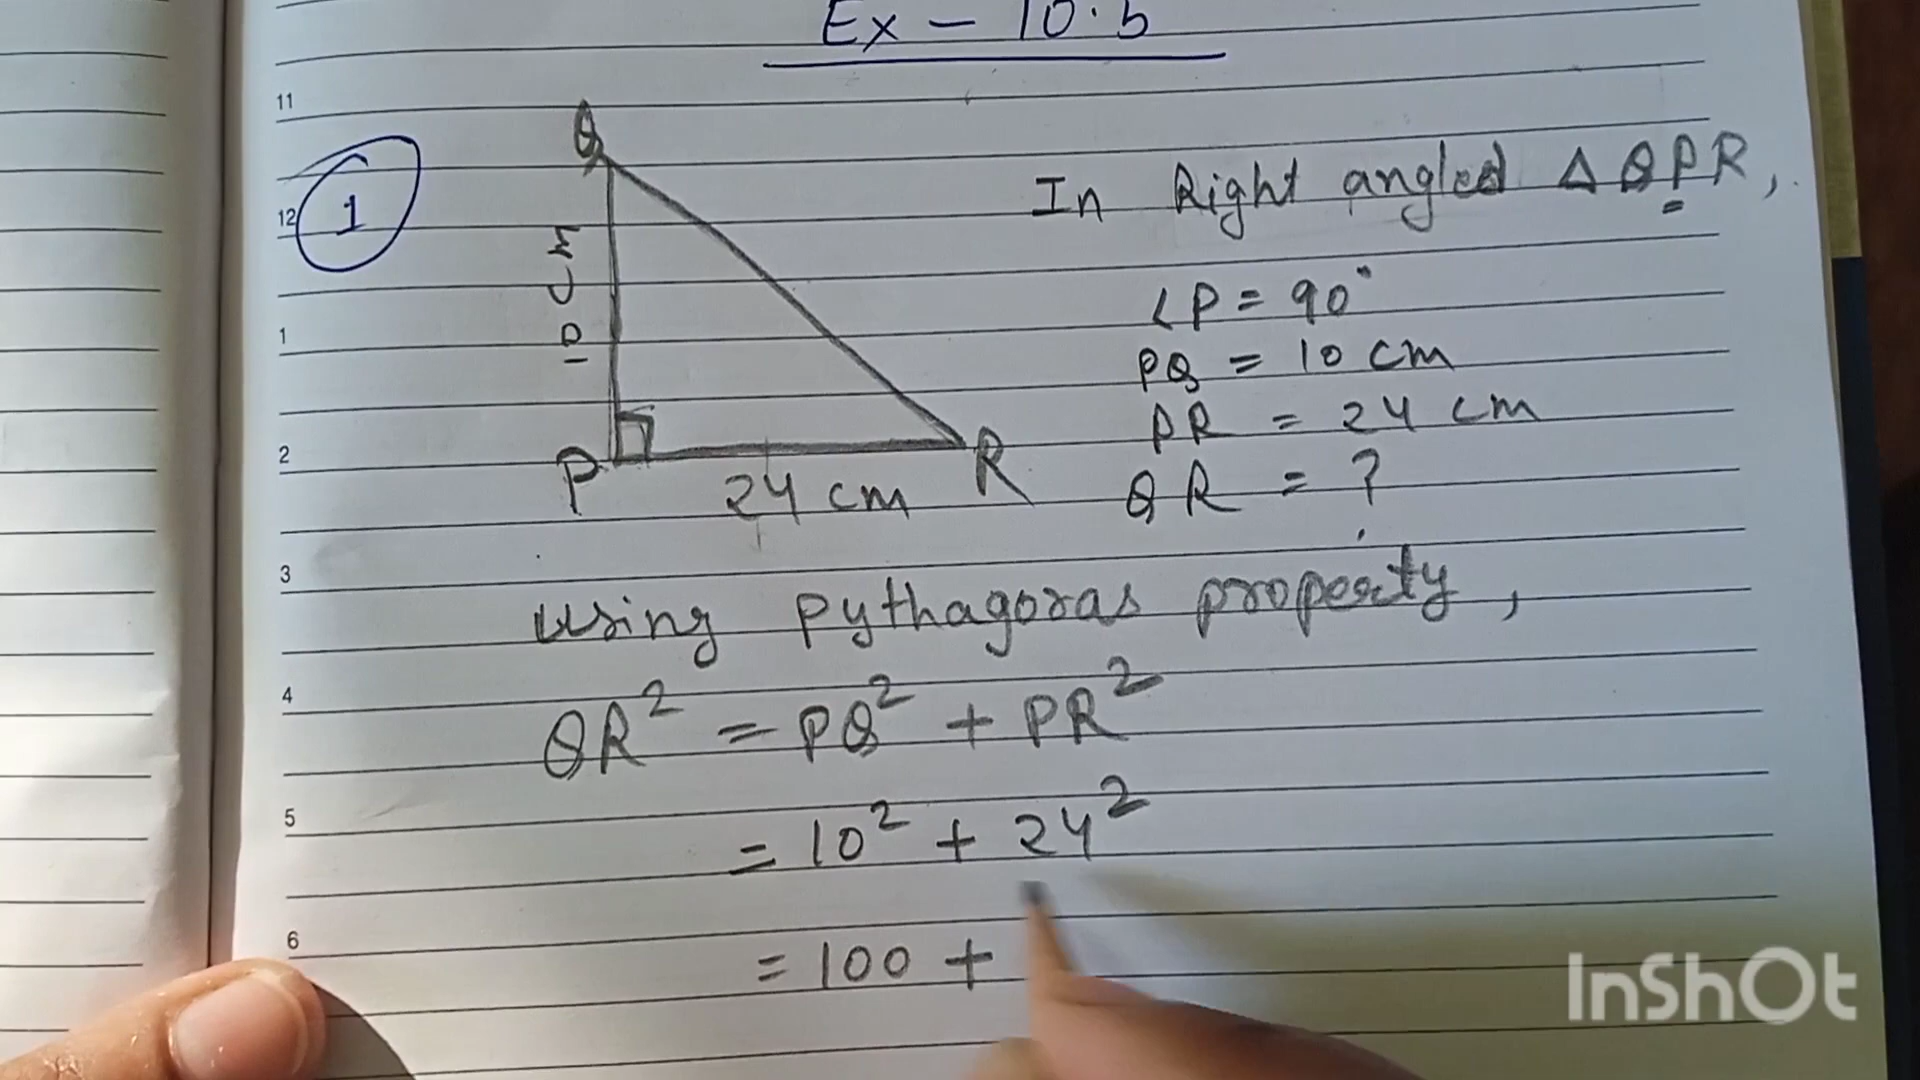 Ex - 10.b
11
12
1
1
2
3
4
5
6
Q
10 cm
P
24 cm
R
In Right angled Δ QPR,
∠P = 90°
PQ = 10 cm
PR = 24 cm
QR = ?
using pythagoras property,
QR² = PQ² + PR²
= 10² + 24²
= 100 +
InShOt